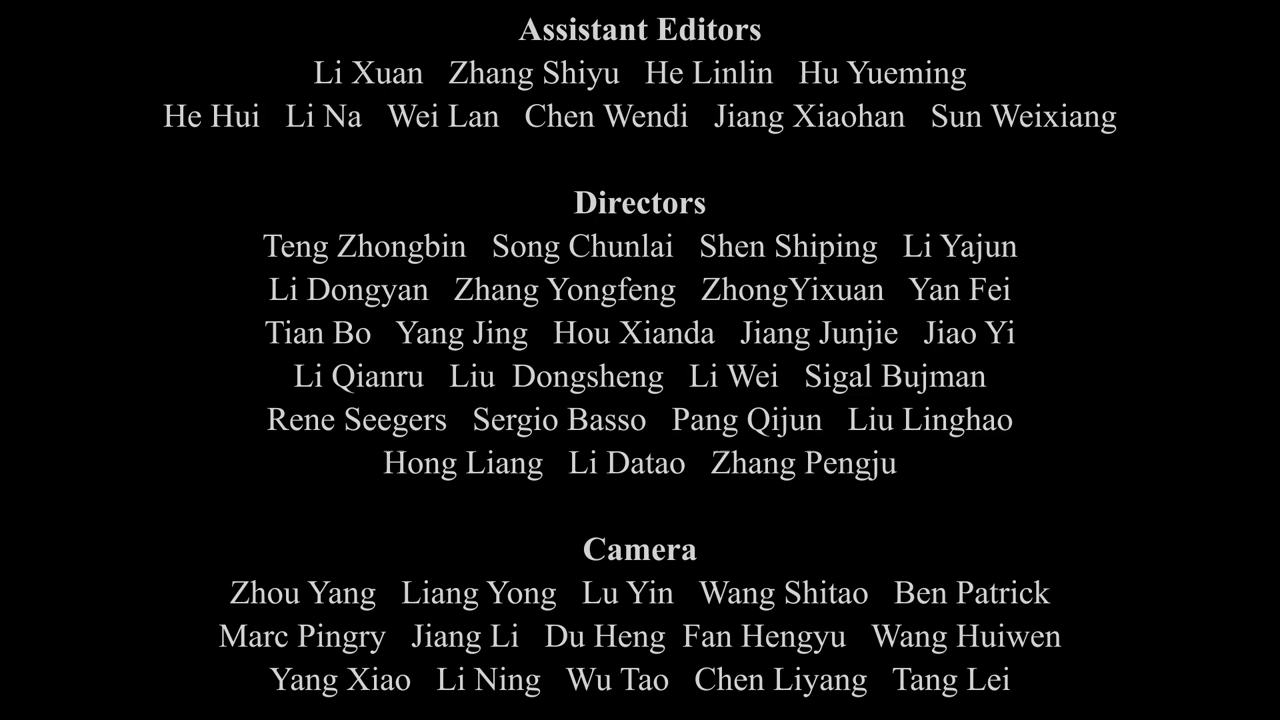 Assistant Editors
Li Xuan Zhang Shiyu He Linlin Hu Yueming
He Hui Li Na Wei Lan Chen Wendi Jiang Xiaohan Sun Weixiang
Directors
Teng Zhongbin Song Chunlai Shen Shiping Li Yajun
Li Dongyan Zhang Yongfeng ZhongYixuan Yan Fei
Tian Bo Yang Jing Hou Xianda Jiang Junjie Jiao Yi
Li Qianru Liu Dongsheng Li Wei Sigal Bujman
Rene Seegers Sergio Basso Pang Qijun Liu Linghao
Hong Liang Li Datao Zhang Pengju
Camera
Zhou Yang Liang Yong Lu Yin Wang Shitao Ben Patrick
Marc Pingry Jiang Li Du Heng Fan Hengyu Wang Huiwen
Yang Xiao Li Ning Wu Tao Chen Liyang Tang Lei